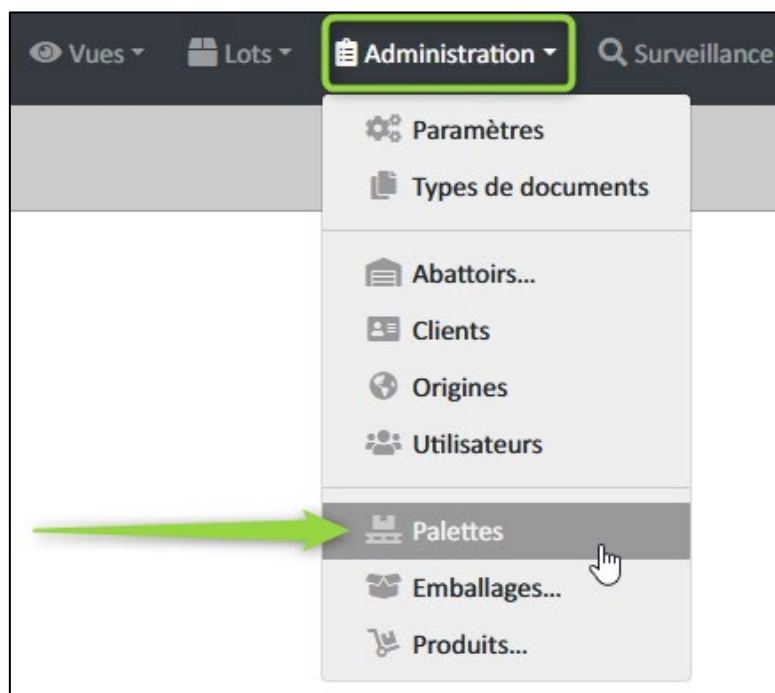 Vues Lots Administration Surveillance
Paramètres
Types de documents
Abattoirs...
Clients
Origines
Utilisateurs
Palettes
Emballages...
Produits...